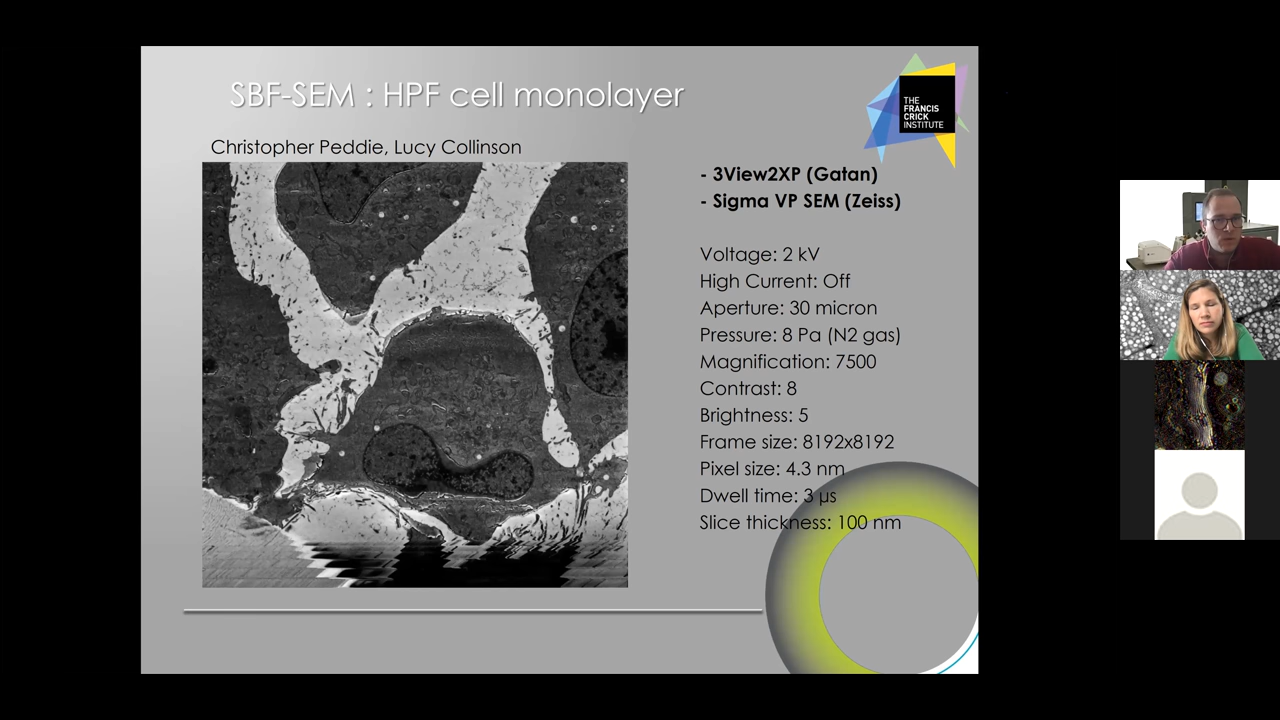 SBF-SEM : HPF cell monolayer
THE
FRANCIS
CRICK
INSTITUTE
Christopher Peddie, Lucy Collinson
- 3View2XP (Gatan)
- Sigma VP SEM (Zeiss)
Voltage: 2 kV
High Current: Off
Aperture: 30 micron
Pressure: 8 Pa (N2 gas)
Magnification: 7500
Contrast: 8
Brightness: 5
Frame size: 8192x8192
Pixel size: 4.3 nm
Dwell time: 3 µs
Slice thickness: 100 nm